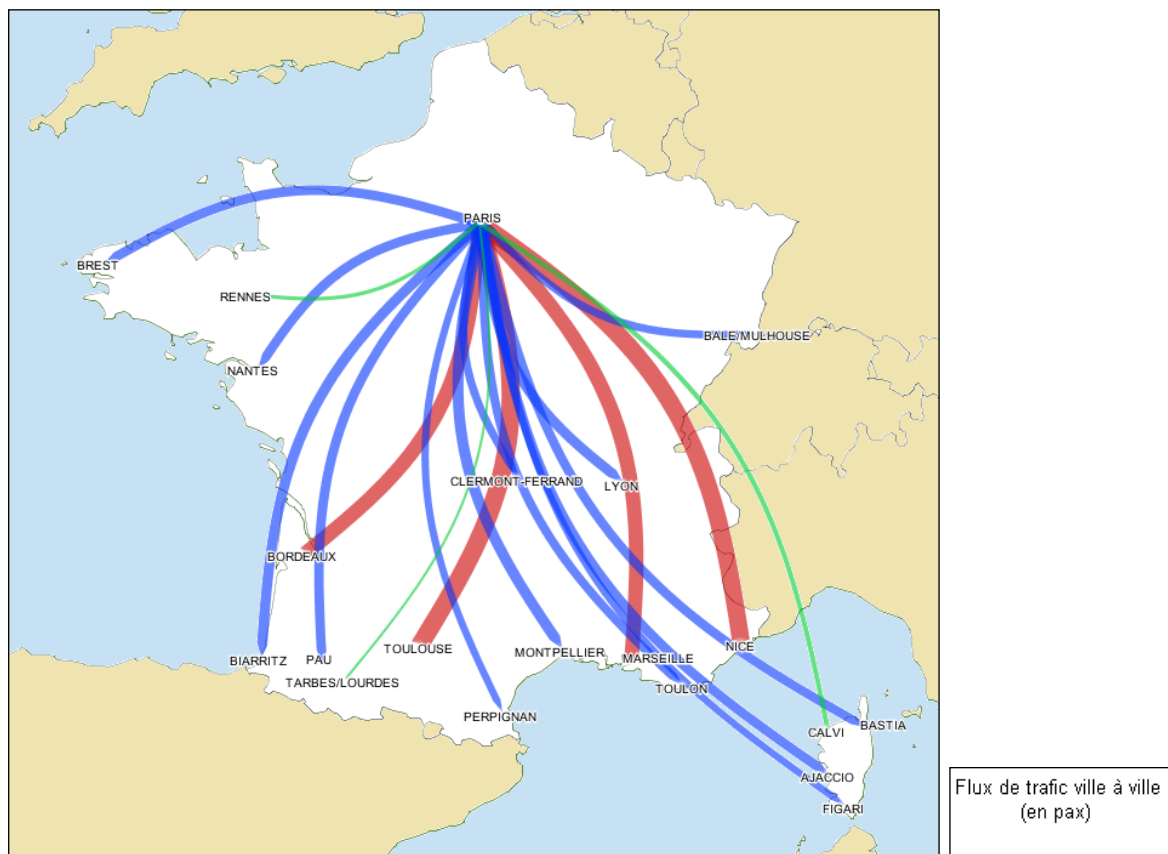 PARIS
BREST
RENNES
BALE/MULHOUSE
NANTES
CLERMONT-FERRAND
LYON
BORDEAUX
TOULOUSE
NICE
MONTPELLIER
MARSEILLE
BIARRITZ
PAU
TARBES/LOURDES
TOULON
PERPIGNAN
BASTIA
CALVI
AJACCIO
FIGARI
Flux de trafic ville à ville
(en pax)